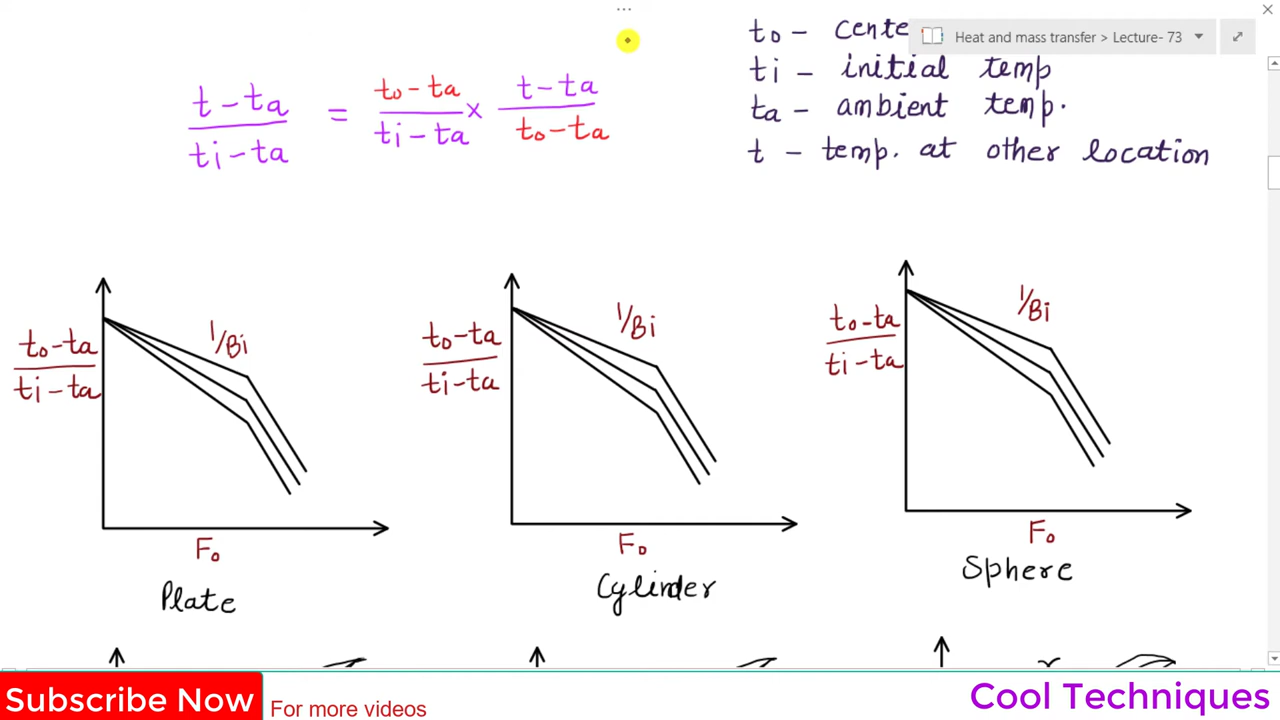 to - cente
Heat and mass transfer > Lecture- 73
ti - initial temp
ta - ambient temp.
t - temp. at other location
t-ta / ti-ta = to-ta / ti-ta × t-ta / to-ta
to-ta / ti-ta
1/Bi
Fo
Plate
to-ta / ti-ta
1/Bi
Fo
Cylinder
to-ta / ti-ta
1/Bi
Fo
Sphere
Subscribe Now
For more videos
Cool Techniques